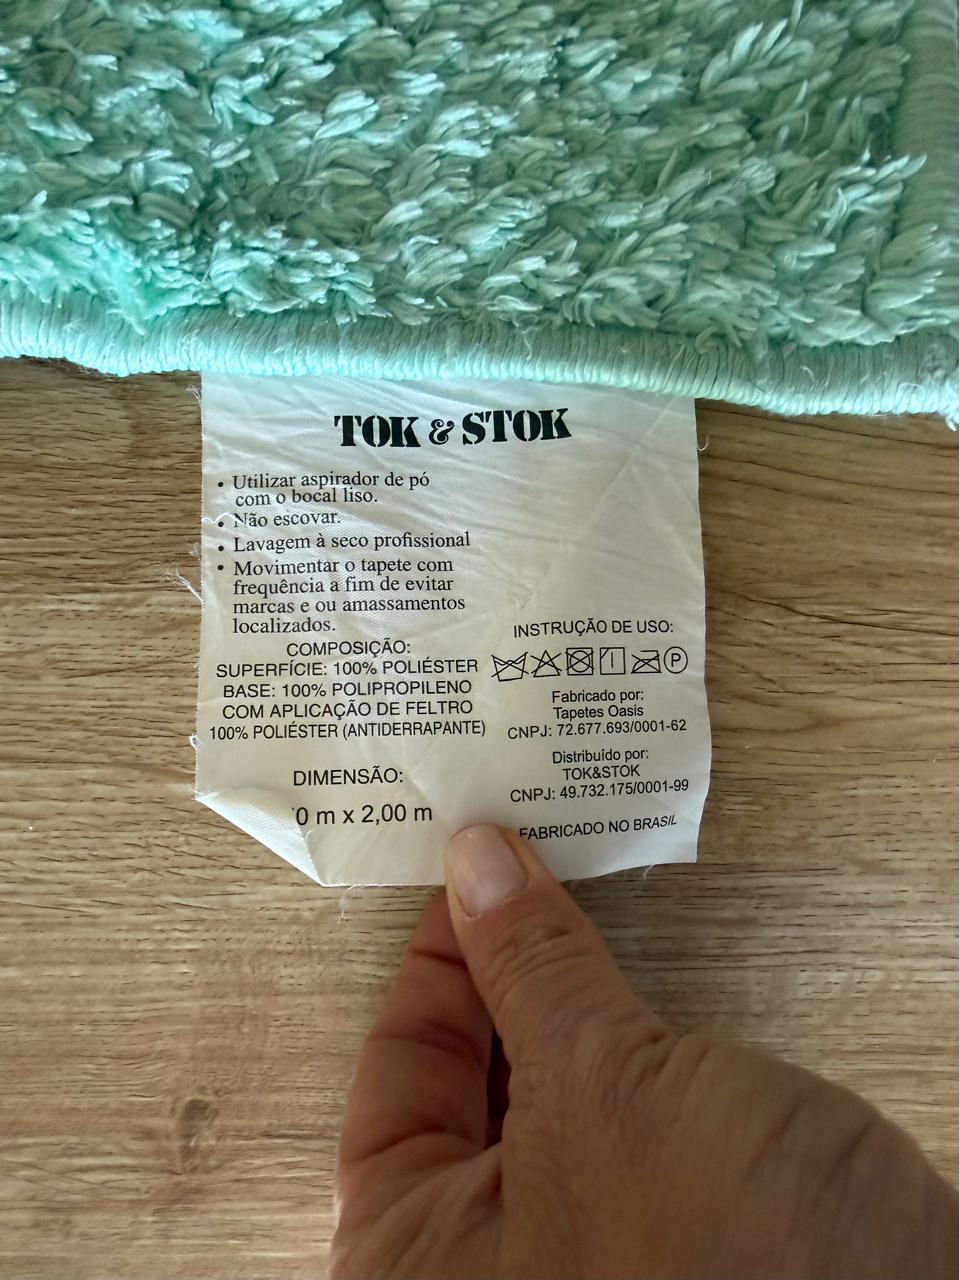 TOK & STOK
• Utilizar aspirador de pó
com o bocal liso.
• Não escovar.
• Lavagem à seco profissional
• Movimentar o tapete com
frequência a fim de evitar
marcas e ou amassamentos
localizados.
COMPOSIÇÃO:
SUPERFÍCIE: 100% POLIÉSTER
BASE: 100% POLIPROPILENO
COM APLICAÇÃO DE FELTRO
100% POLIÉSTER (ANTIDERRAPANTE)
DIMENSÃO:
0 m x 2,00 m
INSTRUÇÃO DE USO:
P
Fabricado por:
Tapetes Oasis
CNPJ: 72.677.693/0001-62
Distribuído por:
TOK&STOK
CNPJ: 49.732.175/0001-99
FABRICADO NO BRASIL